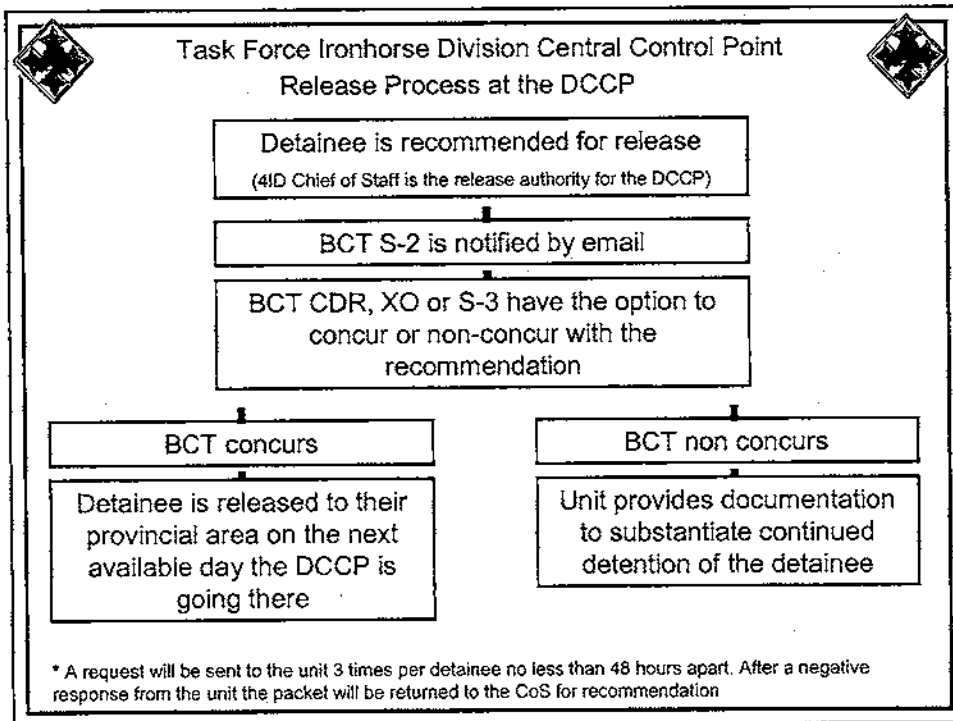 Task Force Ironhorse Division Central Control Point
Release Process at the DCCP
Detainee is recommended for release
(4ID Chief of Staff is the release authority for the DCCP)
BCT S-2 is notified by email
BCT CDR, XO or S-3 have the option to
concur or non-concur with the
recommendation
BCT concurs
Detainee is released to their
provincial area on the next
available day the DCCP is
going there
BCT non concurs
Unit provides documentation
to substantiate continued
detention of the detainee
* A request will be sent to the unit 3 times per detainee no less than 48 hours apart. After a negative
response from the unit the packet will be returned to the CoS for recommendation